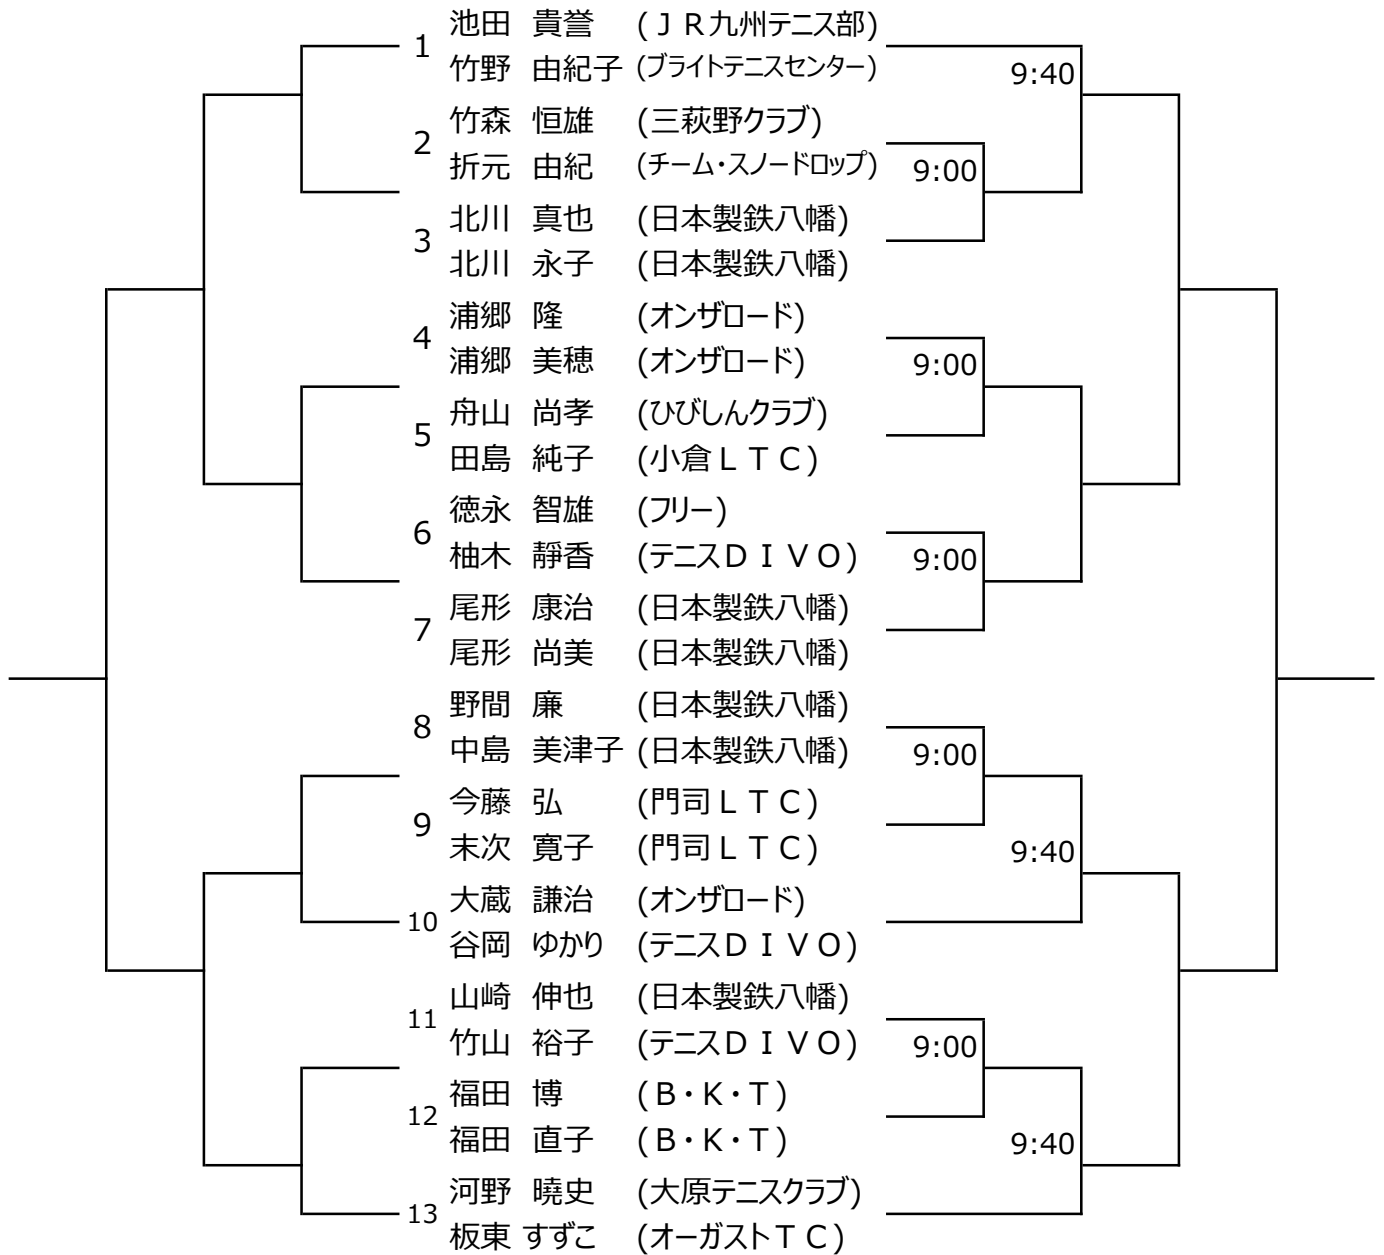 池田 貴誉 (ＪＲ九州テニス部)
1
竹野 由紀子 (ブライトテニスセンター) 9:40
竹森 恒雄 (三萩野クラブ)
2
折元 由紀 (チーム・スノードロップ) 9:00
北川 真也 (日本製鉄八幡)
3
北川 永子 (日本製鉄八幡)
浦郷 隆 (オンザロード)
4
浦郷 美穂 (オンザロード) 9:00
舟山 尚孝 (ひびしんクラブ)
5
田島 純子 (小倉ＬＴＣ)
徳永 智雄 (フリー)
6
柚木 靜香 (テニスＤＩＶＯ) 9:00
尾形 康治 (日本製鉄八幡)
7
尾形 尚美 (日本製鉄八幡)
野間 廉 (日本製鉄八幡)
8
中島 美津子 (日本製鉄八幡) 9:00
今藤 弘 (門司ＬＴＣ)
9
末次 寛子 (門司ＬＴＣ) 9:40
大蔵 謙治 (オンザロード)
10
谷岡 ゆかり (テニスＤＩＶＯ)
山崎 伸也 (日本製鉄八幡)
11
竹山 裕子 (テニスＤＩＶＯ) 9:00
福田 博 (Ｂ・Ｋ・Ｔ)
12
福田 直子 (Ｂ・Ｋ・Ｔ) 9:40
河野 曉史 (大原テニスクラブ)
13
板東 すずこ (オーガストＴＣ)